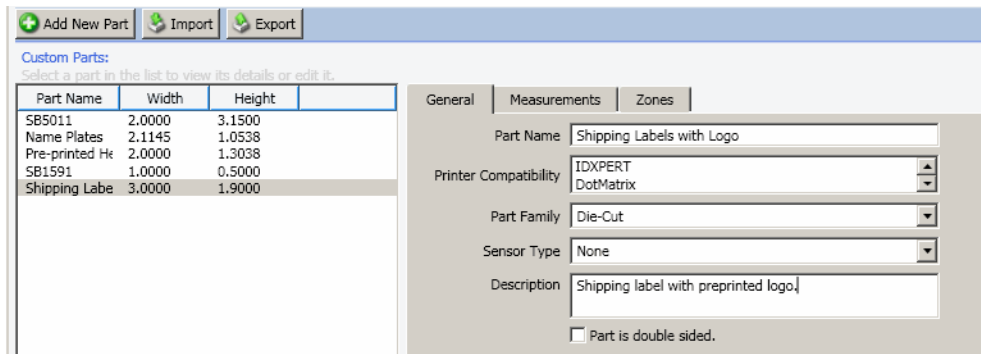 Add New Part Import Export
Custom Parts:
Select a part in the list to view its details or edit it.
Part Name Width Height
SB5011 2.0000 3.1500
Name Plates 2.1145 1.0538
Pre-printed He 2.0000 1.3038
SB1591 1.0000 0.5000
Shipping Labe 3.0000 1.9000
General Measurements Zones
Part Name Shipping Labels with Logo
Printer Compatibility IDXPERT
DotMatrix
Part Family Die-Cut
Sensor Type None
Description Shipping label with preprinted logo.
Part is double sided.